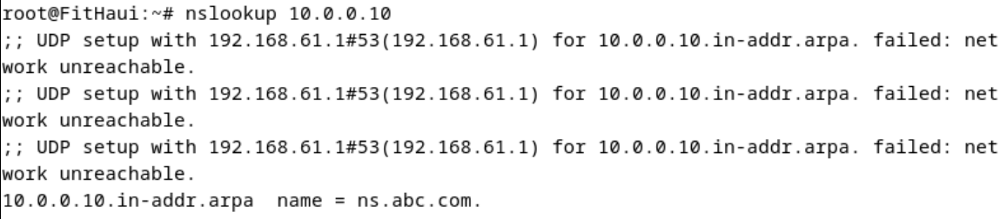 root@FitHaui:~# nslookup 10.0.0.10
;; UDP setup with 192.168.61.1#53(192.168.61.1) for 10.0.0.10.in-addr.arpa. failed: net
work unreachable.
;; UDP setup with 192.168.61.1#53(192.168.61.1) for 10.0.0.10.in-addr.arpa. failed: net
work unreachable.
;; UDP setup with 192.168.61.1#53(192.168.61.1) for 10.0.0.10.in-addr.arpa. failed: net
work unreachable.
10.0.0.10.in-addr.arpa  name = ns.abc.com.